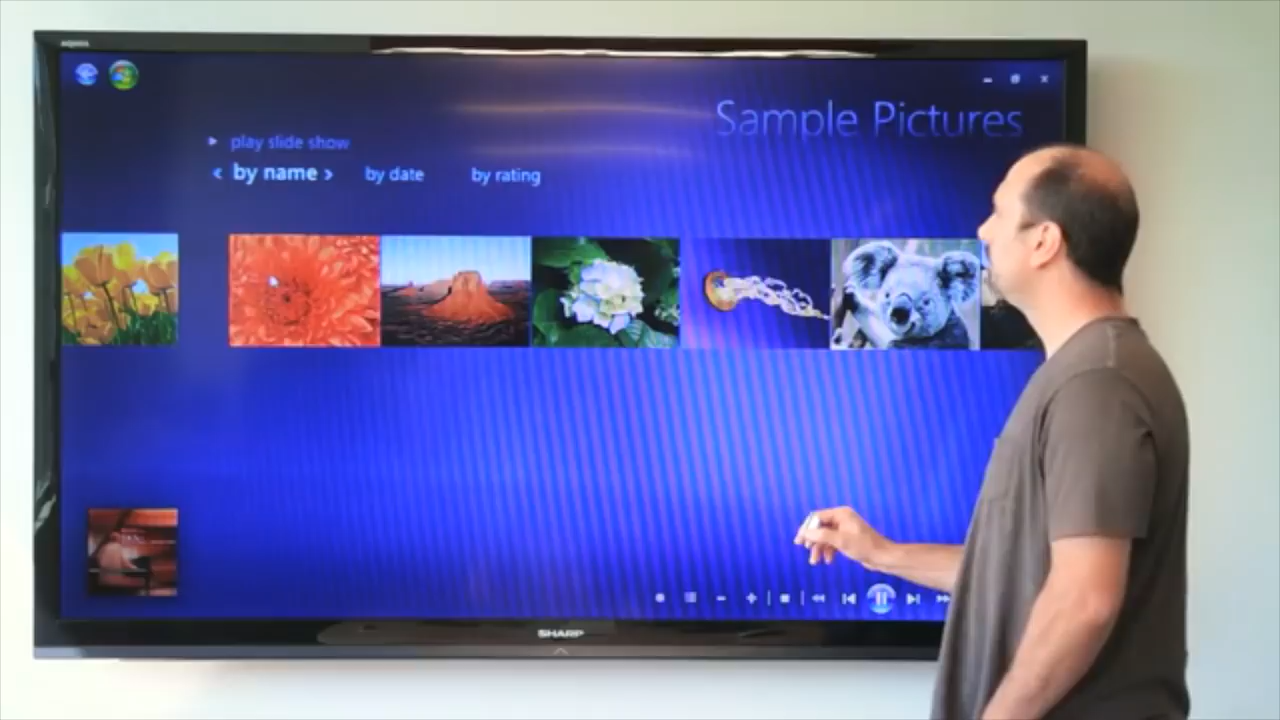 Sample Pictures
play slide show
‹ by name › by date by rating
SHARP